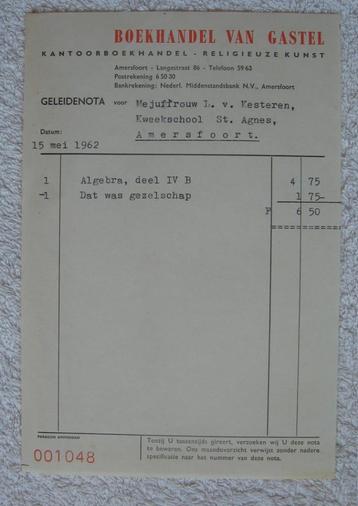 BOEKHANDEL VAN GASTEL
KANTOORBOEKHANDEL - RELIGIEUZE KUNST
Amersfoort - Langestraat 86 - Telefoon 5963
Postrekening 65030
Bankrekening: Nederl. Middenstandsbank N.V., Amersfoort
GELEIDENOTA voor Mejuffrouw L. v. Kesteren,
Kweekschool St. Agnes,
Amersfoort.
Datum:
15 mei 1962
1 Algebra, deel IV B 4 75
-1 Dat was gezelschap 1 75-
F 6 50
PARAGON AMSTERDAM
001048
Tenzij U tussentijds gireert, verzoeken wij U deze nota
te bewaren. Ons maandoverzicht verwijst zonder nadere
specificatie naar het nummer van deze nota.